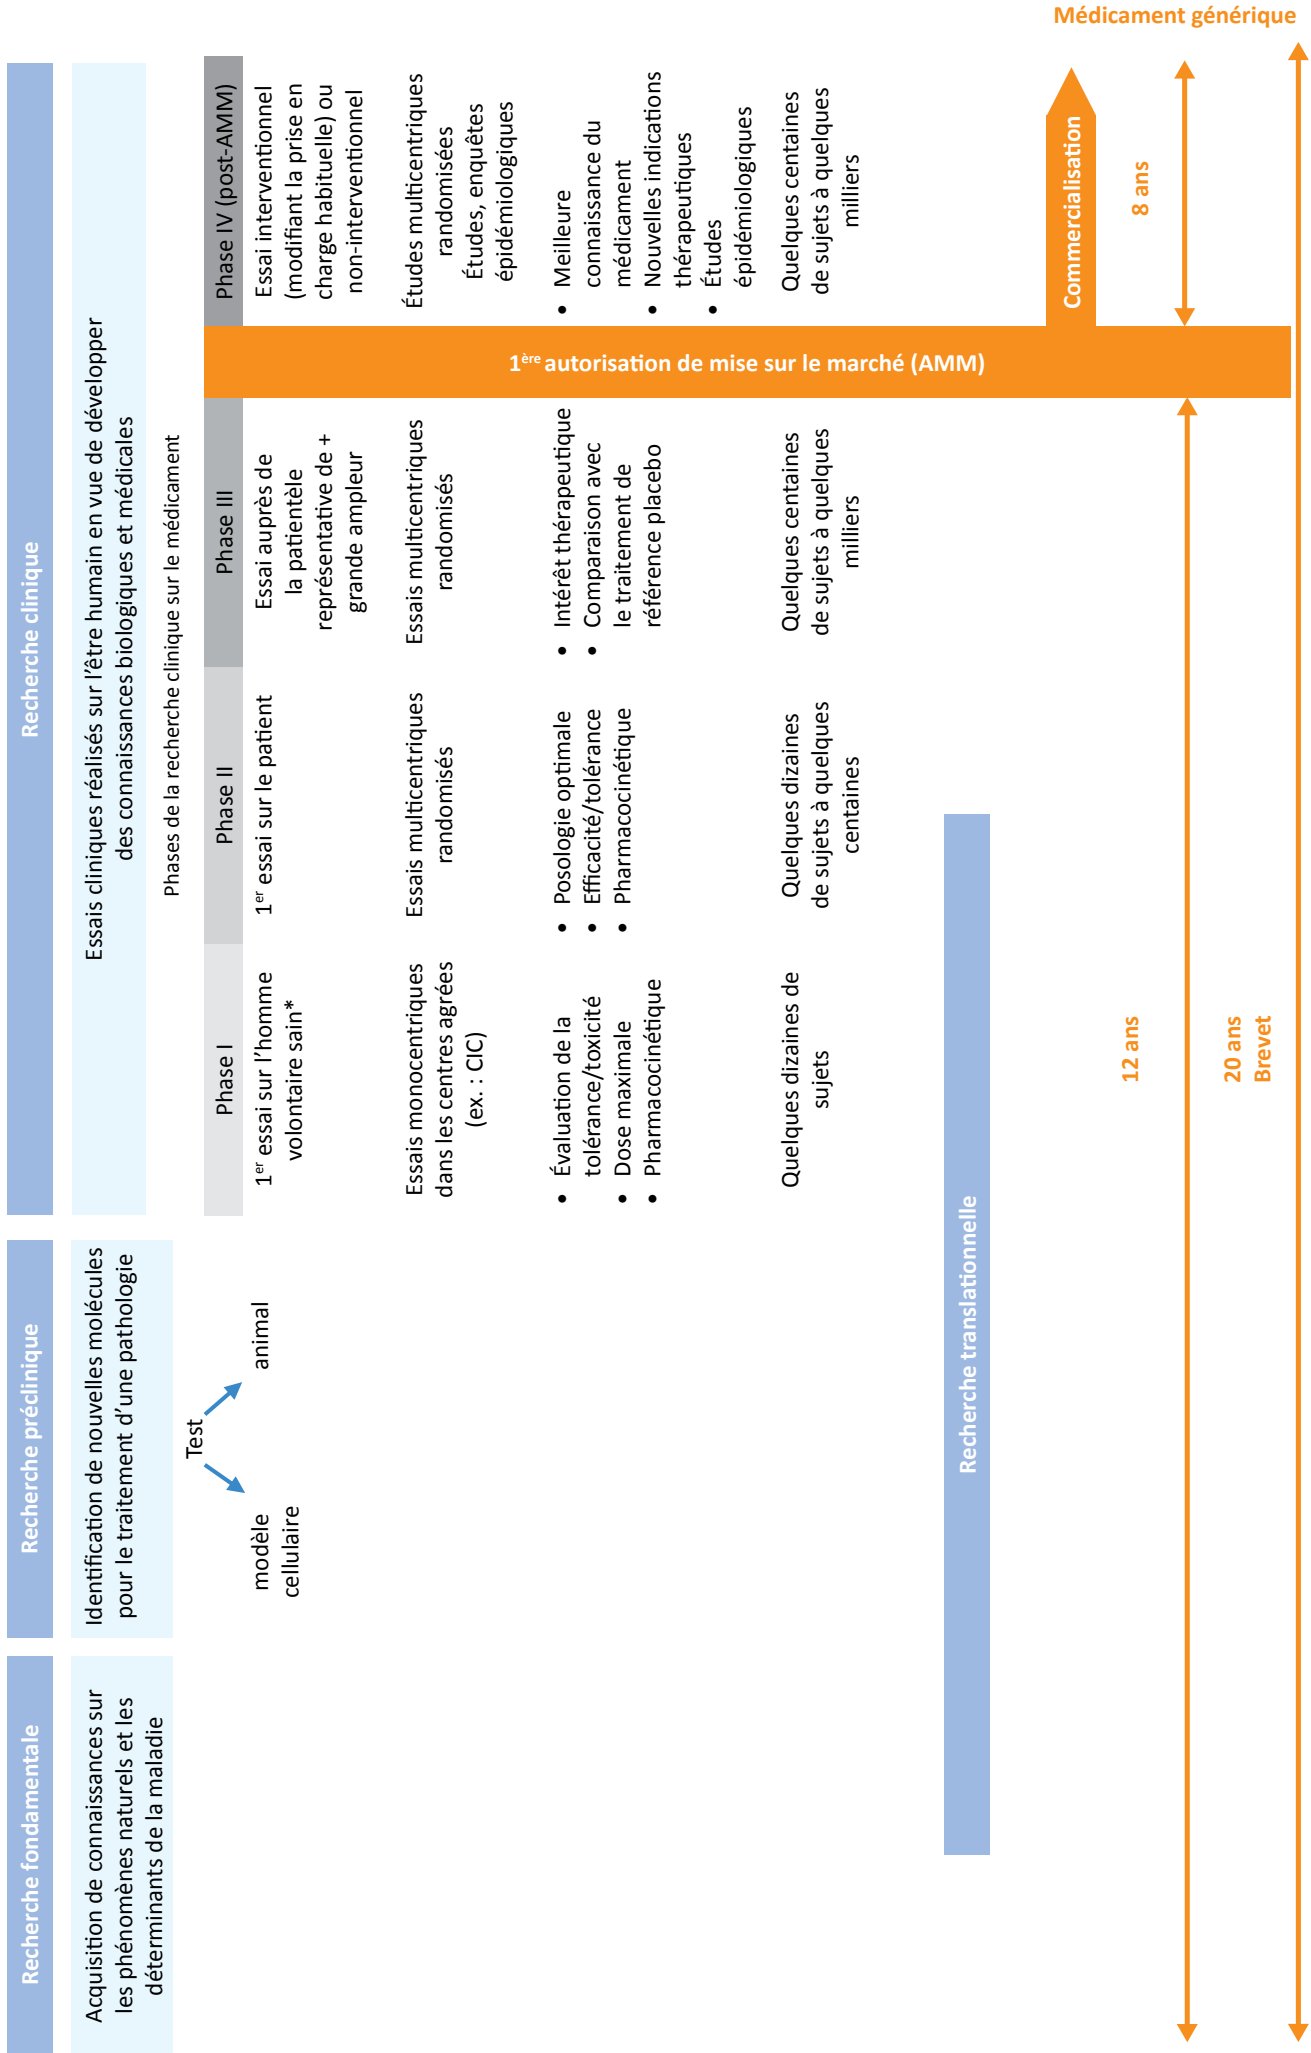 Médicament générique
Recherche fondamentale
Acquisition de connaissances sur
les phénomènes naturels et les
déterminants de la maladie
Recherche préclinique
Identification de nouvelles molécules
pour le traitement d'une pathologie
Test
modèle
cellulaire
animal
Recherche clinique
Essais cliniques réalisés sur l'être humain en vue de développer
des connaissances biologiques et médicales
Phases de la recherche clinique sur le médicament
Phase I
1er essai sur l'homme
volontaire sain*
Essais monocentriques
dans les centres agrées
(ex. : CIC)
• Évaluation de la
tolérance/toxicité
• Dose maximale
• Pharmacocinétique
Quelques dizaines de
sujets
Phase II
1er essai sur le patient
Essais multicentriques
randomisés
• Posologie optimale
• Efficacité/tolérance
• Pharmacocinétique
Quelques dizaines
de sujets à quelques
centaines
Phase III
Essai auprès de
la patientèle
représentative de +
grande ampleur
Essais multicentriques
randomisés
• Intérêt thérapeutique
• Comparaison avec
le traitement de
référence placebo
Quelques centaines
de sujets à quelques
milliers
1ère autorisation de mise sur le marché (AMM)
Phase IV (post-AMM)
Essai interventionnel
(modifiant la prise en
charge habituelle) ou
non-interventionnel
Études multicentriques
randomisées
Études, enquêtes
épidémiologiques
• Meilleure
connaissance du
médicament
• Nouvelles indications
thérapeutiques
• Études
épidémiologiques
Quelques centaines
de sujets à quelques
milliers
Recherche translationnelle
Commercialisation
12 ans
8 ans
20 ans
Brevet